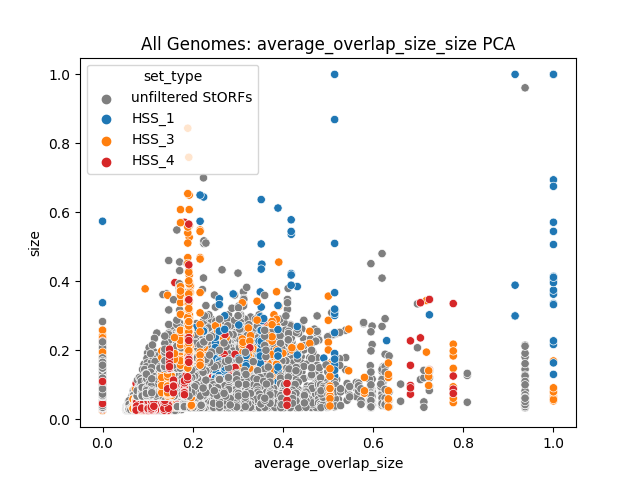 All Genomes: average_overlap_size_size PCA
set_type
unfiltered StORFs
HSS_1
HSS_3
HSS_4
1.0
0.8
0.6
0.4
0.2
0.0
size
0.0 0.2 0.4 0.6 0.8 1.0
average_overlap_size